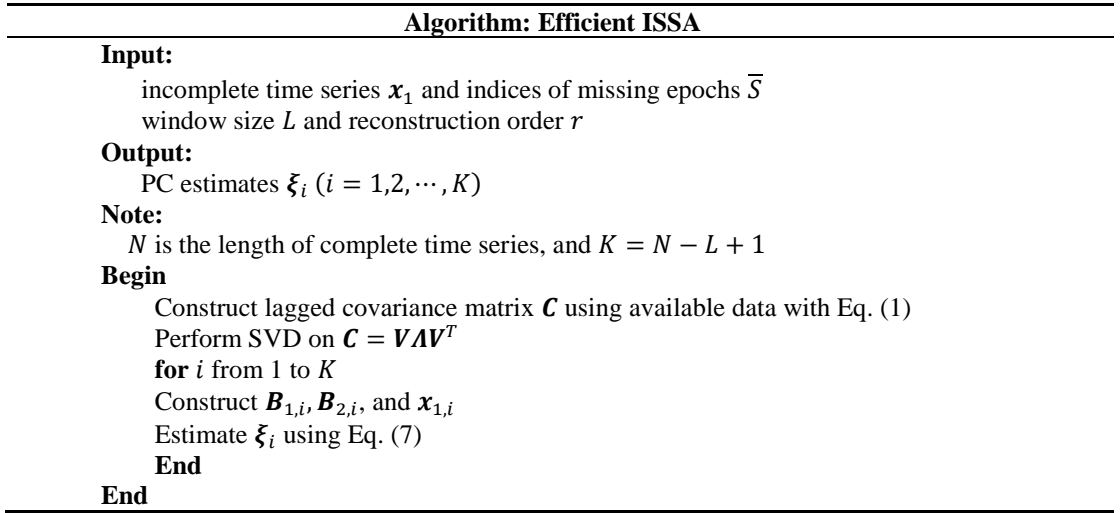 Algorithm: Efficient ISSA
Input:
incomplete time series 𝒙₁ and indices of missing epochs S̅
window size 𝐿 and reconstruction order 𝑟
Output:
PC estimates 𝝃ᵢ (𝑖 = 1,2, ⋯ , 𝐾)
Note:
𝑁 is the length of complete time series, and 𝐾 = 𝑁 − 𝐿 + 1
Begin
Construct lagged covariance matrix 𝑪 using available data with Eq. (1)
Perform SVD on 𝑪 = 𝑽𝜦𝑽ᵀ
for 𝑖 from 1 to 𝐾
Construct 𝑩₁,ᵢ, 𝑩₂,ᵢ, and 𝒙₁,ᵢ
Estimate 𝝃ᵢ using Eq. (7)
End
End